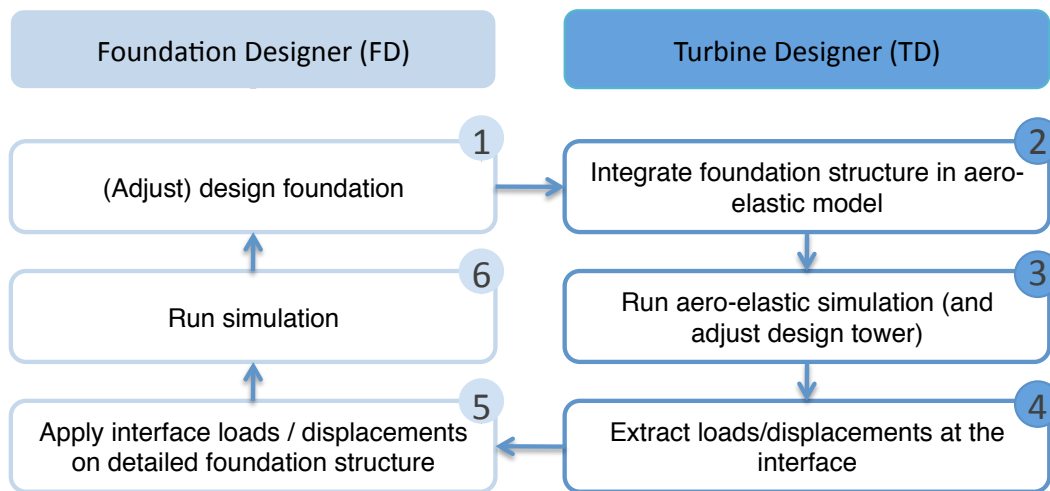 Foundation Designer (FD)
Turbine Designer (TD)
1
(Adjust) design foundation
2
Integrate foundation structure in aero-
elastic model
6
Run simulation
3
Run aero-elastic simulation (and
adjust design tower)
5
Apply interface loads / displacements
on detailed foundation structure
4
Extract loads/displacements at the
interface